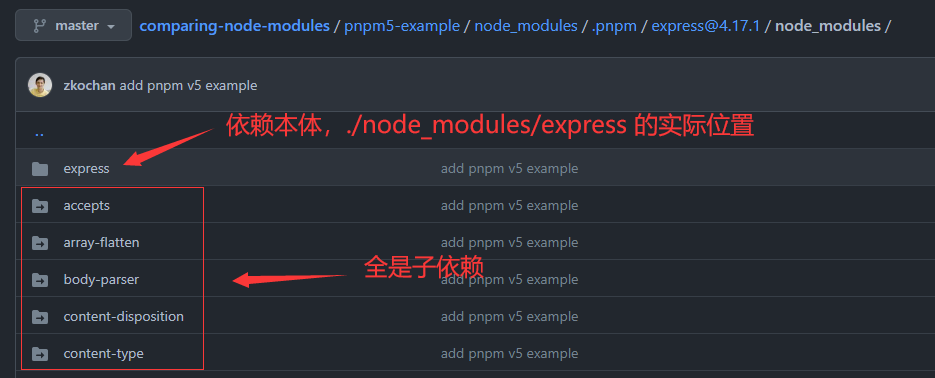 master comparing-node-modules / pnpm5-example / node_modules / .pnpm / express@4.17.1 / node_modules /
zkochan add pnpm v5 example
..
依赖本体，./node_modules/express 的实际位置
express add pnpm v5 example
accepts add pnpm v5 example
array-flatten add pnpm v5 example
全是子依赖
body-parser add pnpm v5 example
content-disposition add pnpm v5 example
content-type add pnpm v5 example